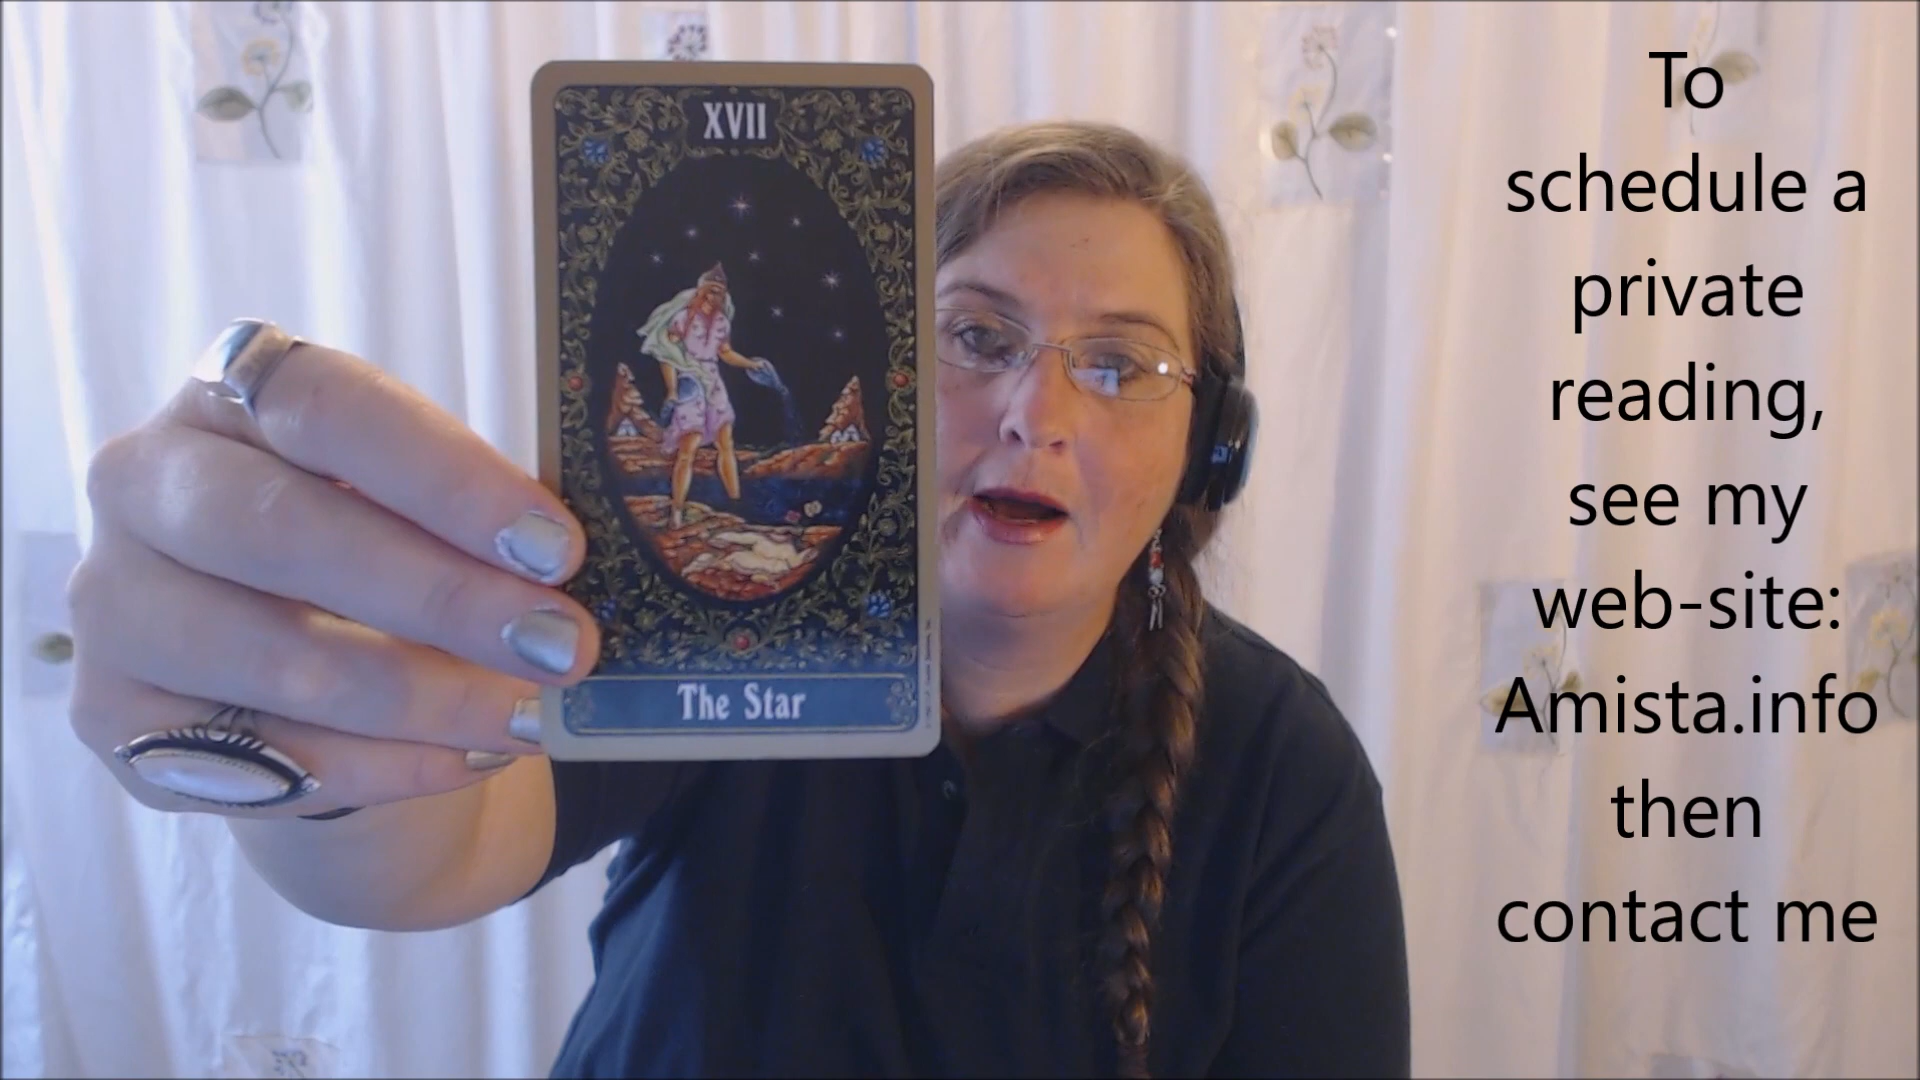 XVII
The Star
To
schedule a
private
reading,
see my
web-site:
Amista.info
then
contact me